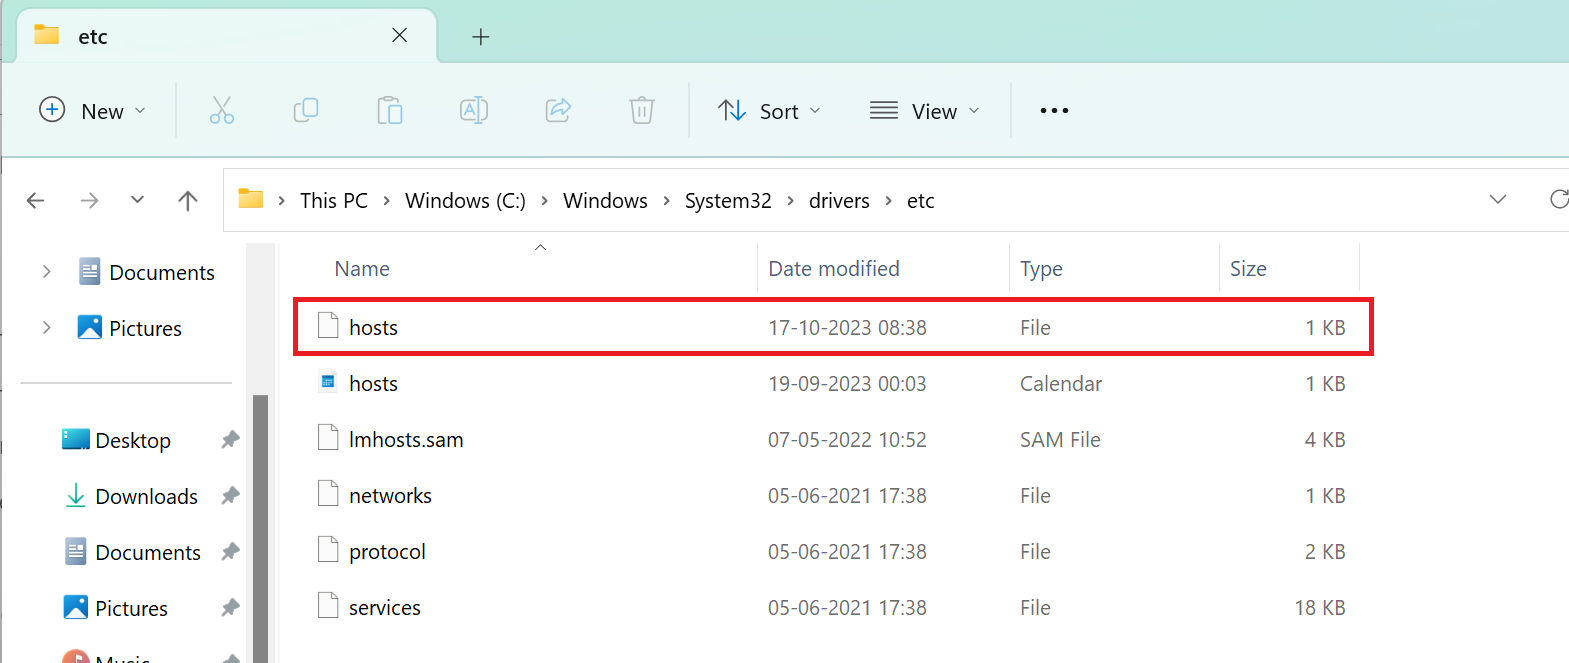 etc
New Sort View
This PC Windows (C:) Windows System32 drivers etc
Name Date modified Type Size
Documents
Pictures
Desktop
Downloads
Documents
Pictures
Music
hosts 17-10-2023 08:38 File 1 KB
hosts 19-09-2023 00:03 Calendar 1 KB
lmhosts.sam 07-05-2022 10:52 SAM File 4 KB
networks 05-06-2021 17:38 File 1 KB
protocol 05-06-2021 17:38 File 2 KB
services 05-06-2021 17:38 File 18 KB